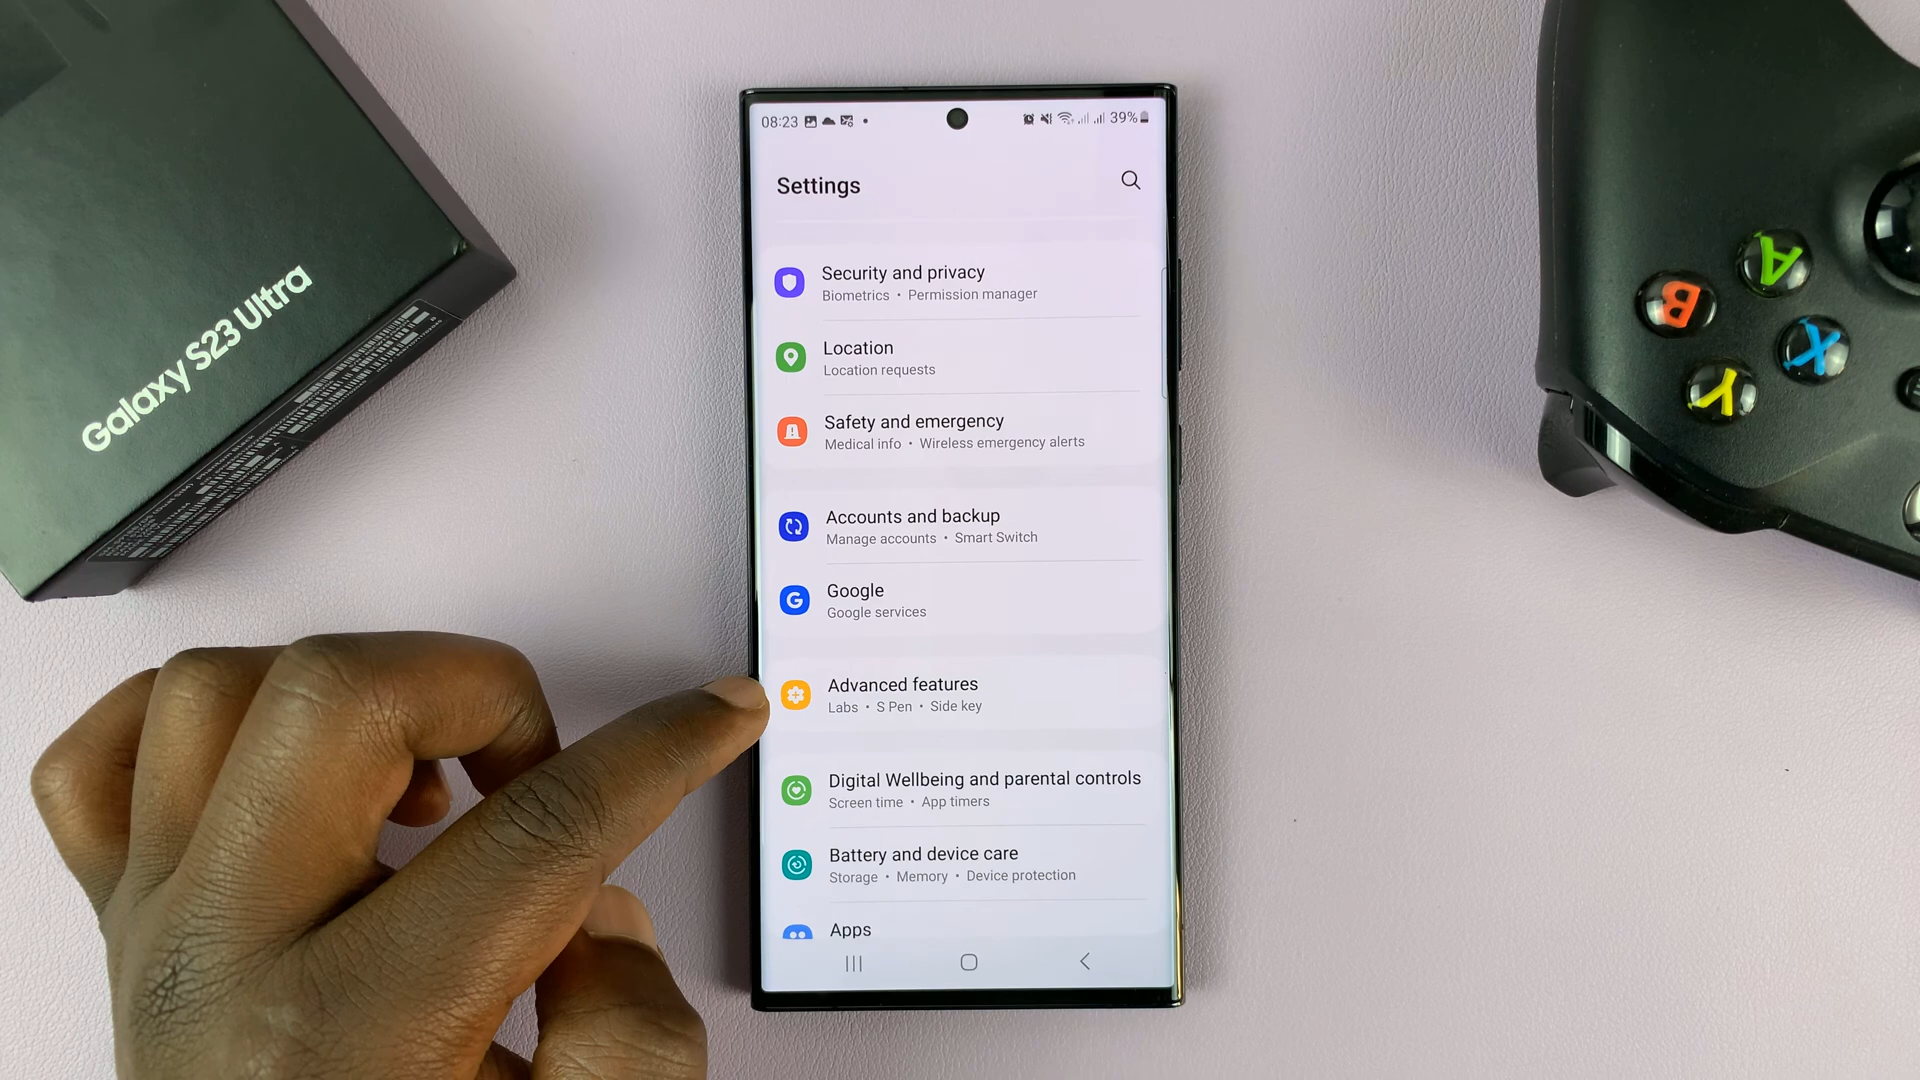 Galaxy S23 Ultra
08:23
39%
Settings
Security and privacy
Biometrics • Permission manager
Location
Location requests
Safety and emergency
Medical info • Wireless emergency alerts
Accounts and backup
Manage accounts • Smart Switch
G
Google
Google services
Advanced features
Labs • S Pen • Side key
Digital Wellbeing and parental controls
Screen time • App timers
Battery and device care
Storage • Memory • Device protection
Apps
A
B
X
Y